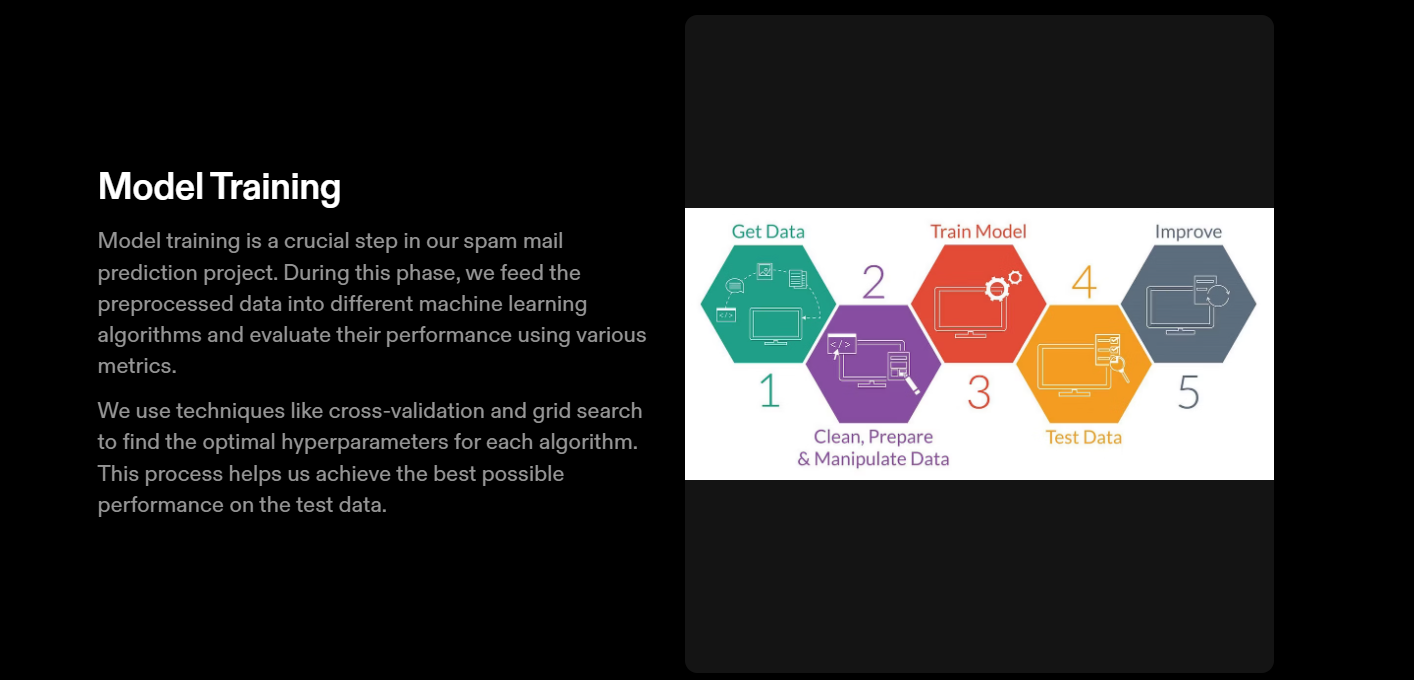 Model Training
Model training is a crucial step in our spam mail
prediction project. During this phase, we feed the
preprocessed data into different machine learning
algorithms and evaluate their performance using various
metrics.
We use techniques like cross-validation and grid search
to find the optimal hyperparameters for each algorithm.
This process helps us achieve the best possible
performance on the test data.
Get Data
1
2
Clean, Prepare
& Manipulate Data
Train Model
3
4
Test Data
Improve
5